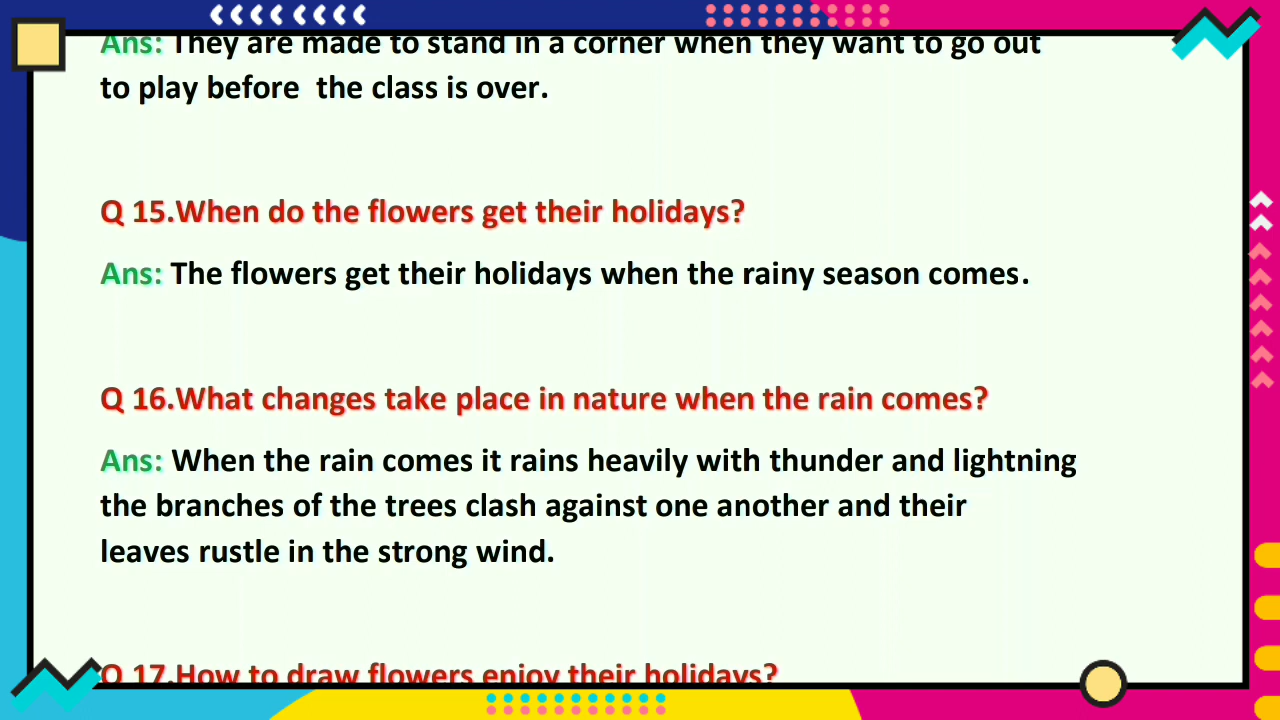 Ans: They are made to stand in a corner when they want to go out
to play before the class is over.
Q 15.When do the flowers get their holidays?
Ans: The flowers get their holidays when the rainy season comes.
Q 16.What changes take place in nature when the rain comes?
Ans: When the rain comes it rains heavily with thunder and lightning
the branches of the trees clash against one another and their
leaves rustle in the strong wind.
Q 17.How to draw flowers enjoy their holidays?